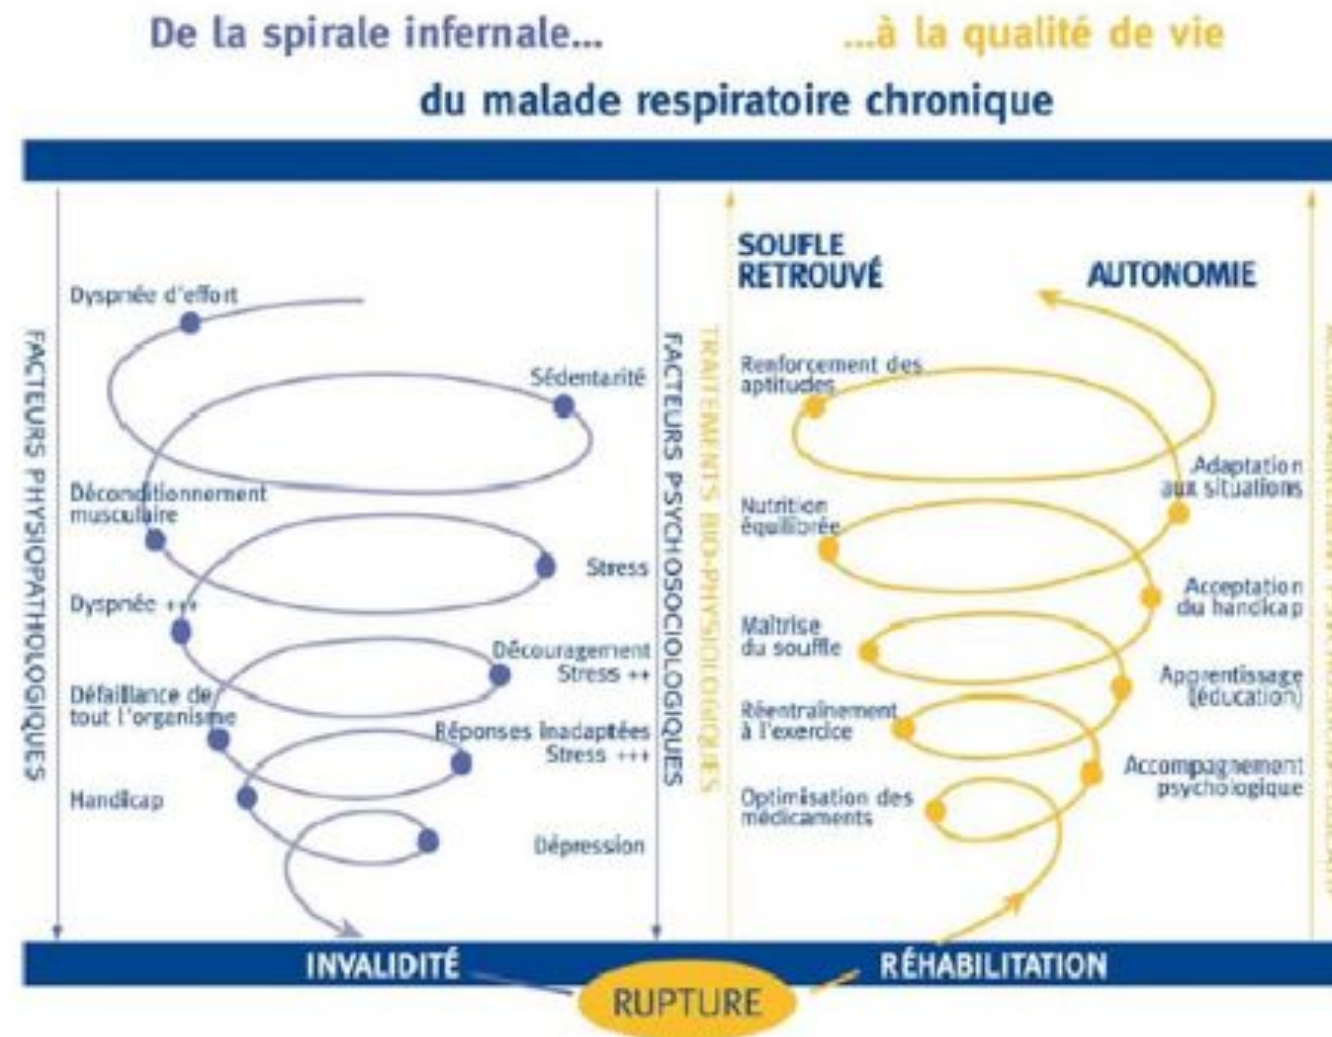 De la spirale infernale...
...à la qualité de vie
du malade respiratoire chronique
FACTEURS PHYSIOPATHOLOGIQUES
Dyspnée d'effort
Déconditionnement
musculaire
Dyspnée +++
Défaillance de
tout l'organisme
Handicap
Sédentarité
Stress
Découragement
Stress ++
Réponses Inadaptées
Stress +++
Dépression
FACTEURS PSYCHOSOCIOLOGIQUES
TRAITEMENTS BIO-PHYSIOLOGIQUES
SOUFLE
RETROUVÉ
AUTONOMIE
Renforcement des
aptitudes
Nutrition
équilibrée
Maîtrise
du souffle
Réentraînement
à l'exercice
Optimisation des
médicaments
Adaptation
aux situations
Acceptation
du handicap
Apprentissage
(éducation)
Accompagnement
psychologique
INVALIDITÉ
RÉHABILITATION
RUPTURE